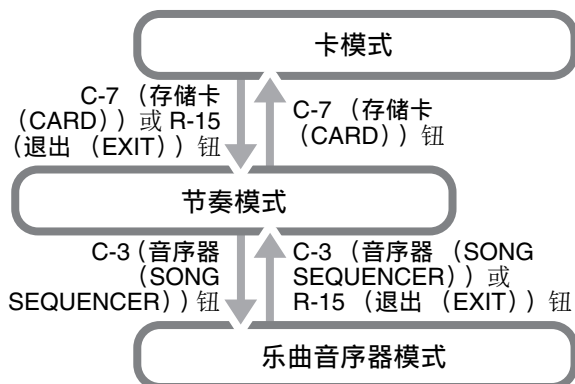 卡模式
C-7 （存储卡
（CARD））或 R-15
（退出 （EXIT））钮
C-7 （存储卡
（CARD））钮
节奏模式
C-3（音序器
（SONG
SEQUENCER））钮
C-3 （音序器 （SONG
SEQUENCER））或
R-15 （退出 （EXIT））钮
乐曲音序器模式